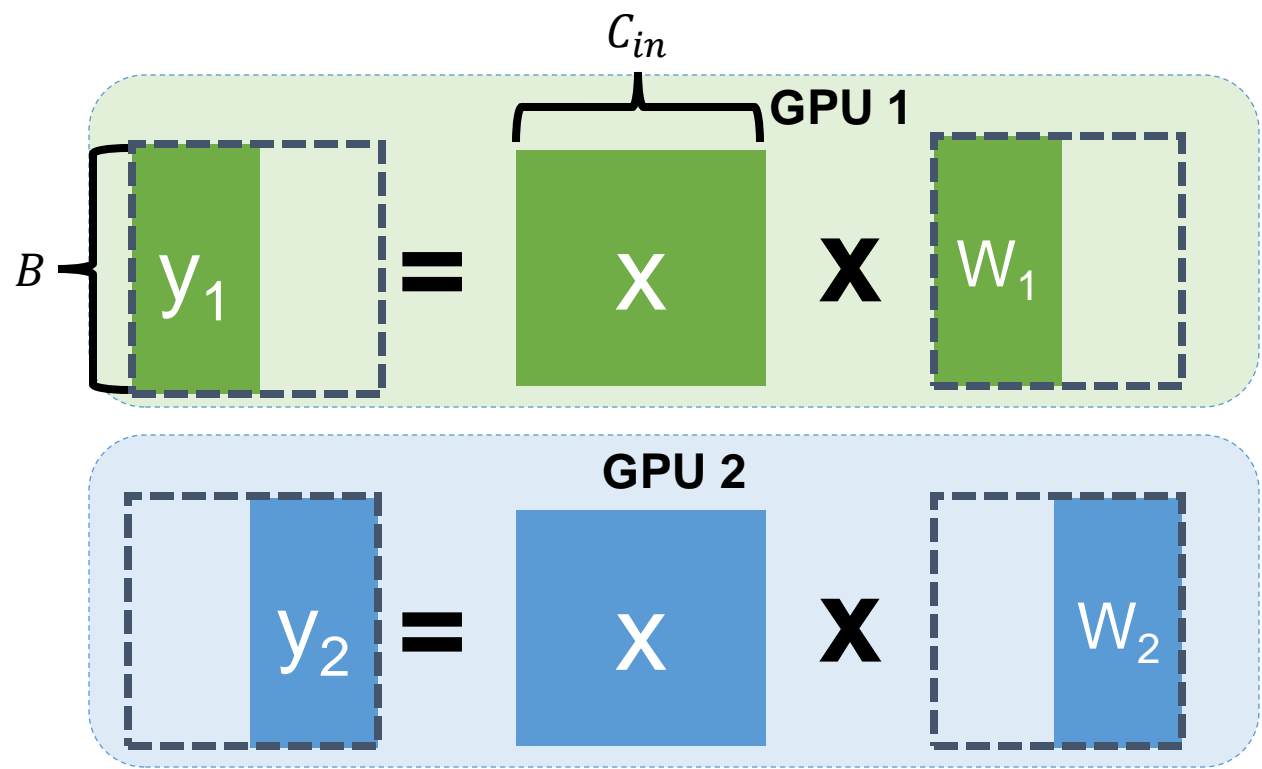 C_in
GPU 1
B
y_1 = x x W_1
GPU 2
y_2 = x x W_2